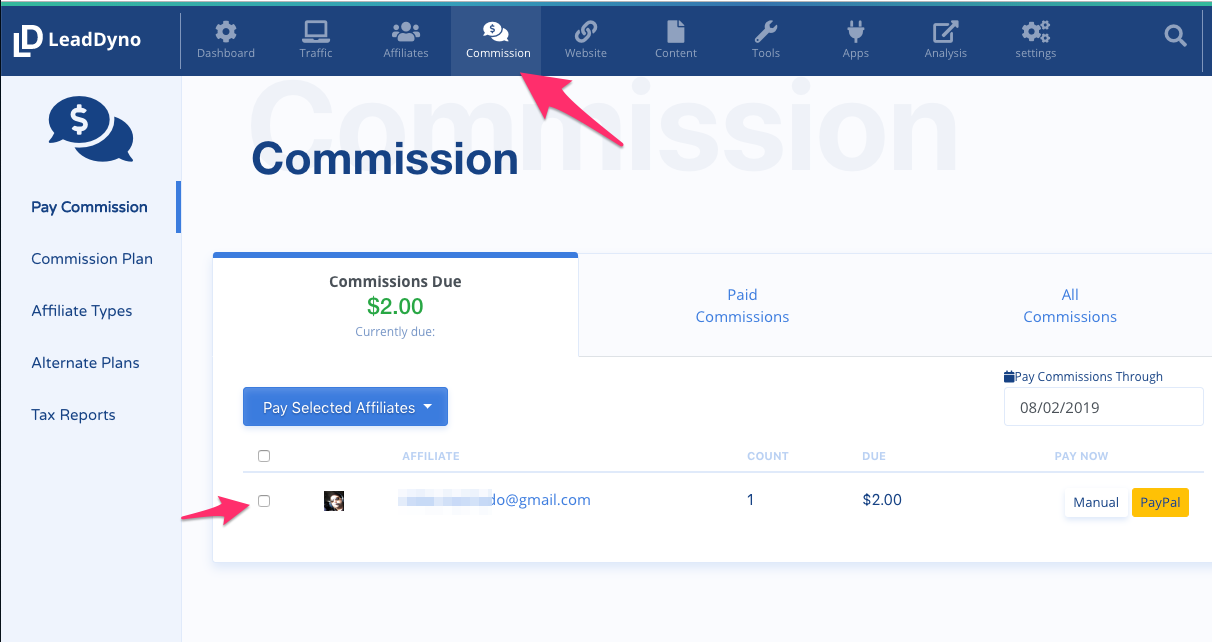 LeadDyno
Dashboard
Traffic
Affiliates
Commission
Website
Content
Tools
Apps
Analysis
settings
Commission
Commission
Pay Commission
Commission Plan
Affiliate Types
Alternate Plans
Tax Reports
Commissions Due
$2.00
Currently due:
Paid
Commissions
All
Commissions
Pay Commissions Through
08/02/2019
Pay Selected Affiliates
AFFILIATE COUNT DUE PAY NOW
do@gmail.com 1 $2.00 Manual PayPal